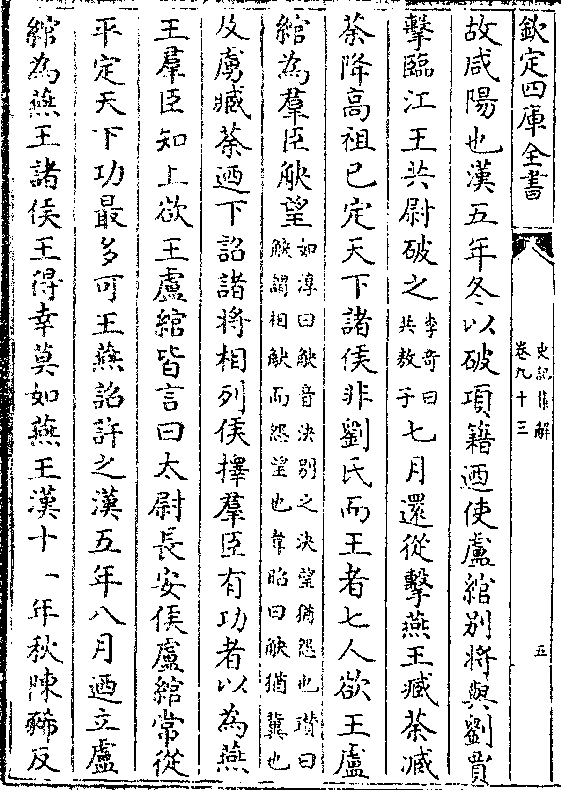 欽定四庫全書
史記集解
卷九十三
五
故咸陽也漢五年冬以破項籍迺使盧綰别將與劉賈
擊臨江王共尉破之李竒曰共敖子七月還從擊燕王臧荼臧
荼降高祖已定天下諸侯非劉氏而王者七人欲王盧
綰為羣臣觖望如淳曰觖音決别之決望猶怨也瓚曰觖謂相觖而怨望也韋昭曰觖猶冀也
及虜臧荼迺下詔諸將相列侯擇羣臣有功者以為燕
王羣臣知上欲王盧綰皆言曰太尉長安侯盧綰常從
平定天下功最多可王燕詔許之漢五年八月迺立盧
綰為燕王諸侯王得幸莫如燕王漢十一年秋陳豨反